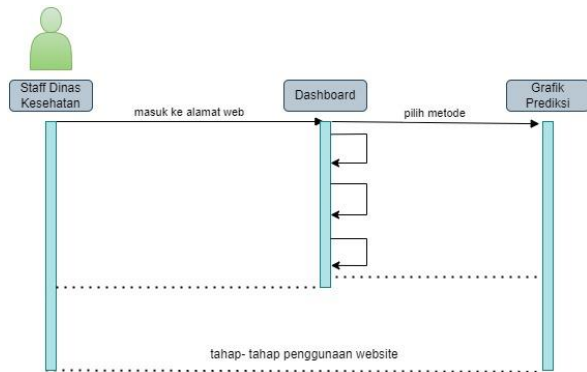 Staff Dinas
Kesehatan
Dashboard
Grafik
Prediksi
masuk ke alamat web
pilih metode
tahap- tahap penggunaan website